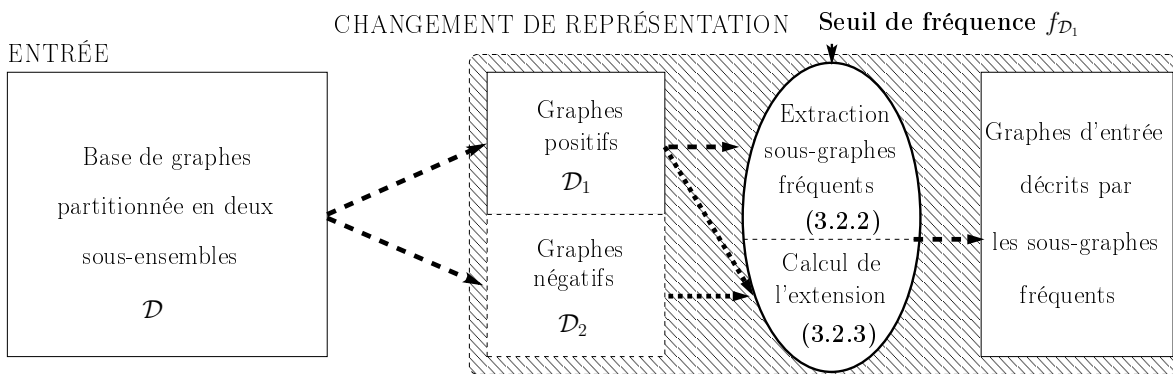 CHANGEMENT DE REPRÉSENTATION
Seuil de fréquence f_{𝒟₁}
ENTRÉE
Base de graphes
partitionnée en deux
sous-ensembles
𝒟
Graphes
positifs
𝒟₁
Graphes
négatifs
𝒟₂
Extraction
sous-graphes
fréquents
(3.2.2)
Calcul de
l'extension
(3.2.3)
Graphes d'entrée
décrits par
les sous-graphes
fréquents